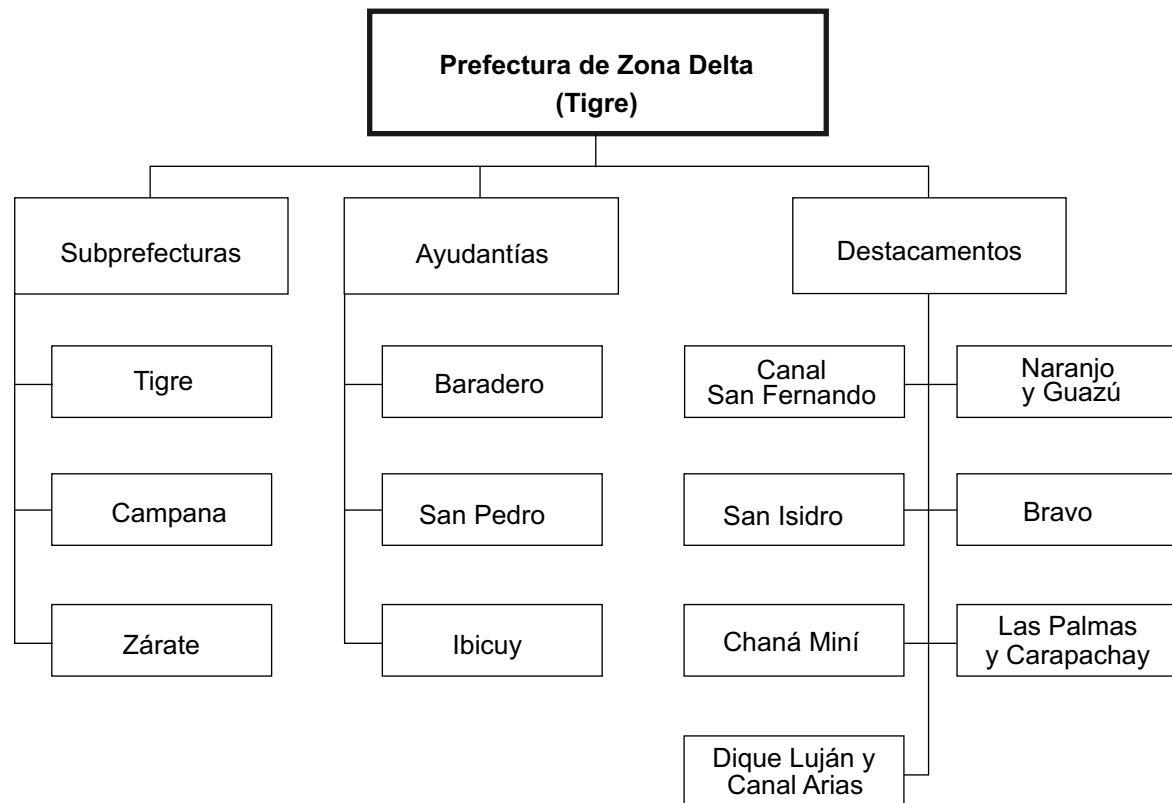 Prefectura de Zona Delta
(Tigre)
Subprefecturas
Ayudantías
Destacamentos
Tigre
Baradero
Canal
San Fernando
Naranjo
y Guazú
Campana
San Pedro
San Isidro
Bravo
Zárate
Ibicuy
Chaná Miní
Las Palmas
y Carapachay
Dique Luján y
Canal Arias